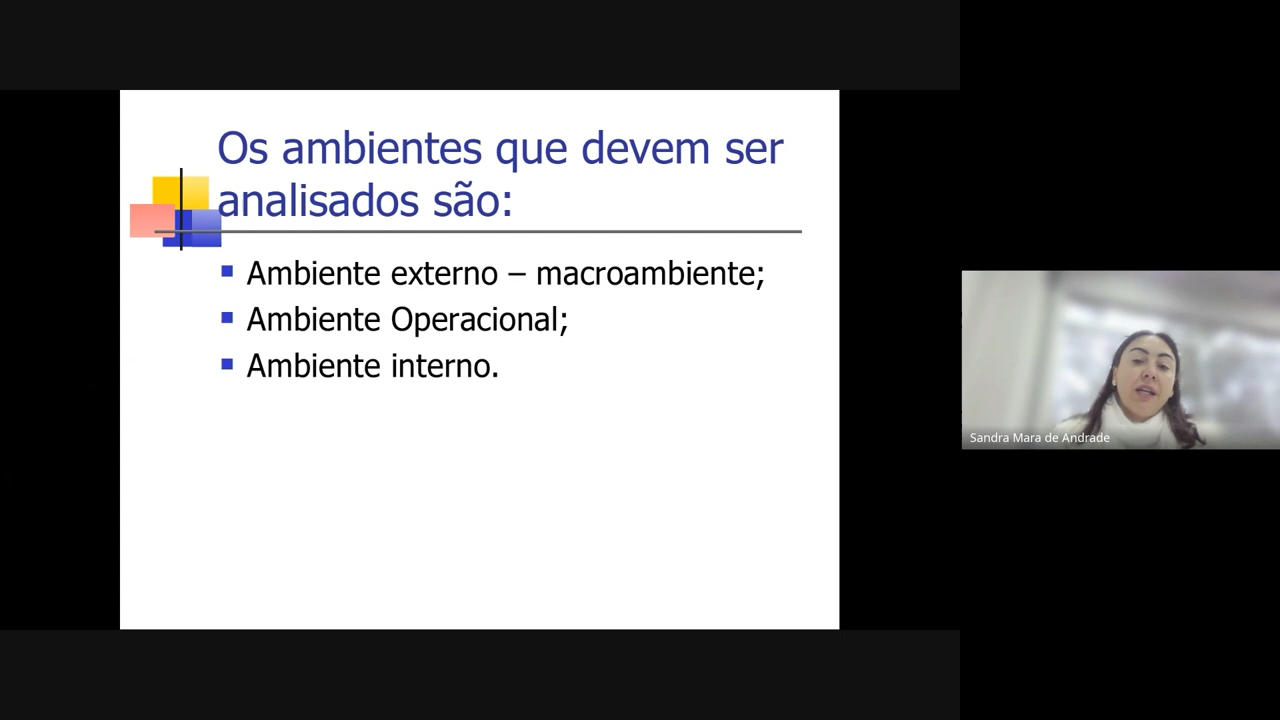 Os ambientes que devem ser
analisados são:
Ambiente externo – macroambiente;
Ambiente Operacional;
Ambiente interno.
Sandra Mara de Andrade